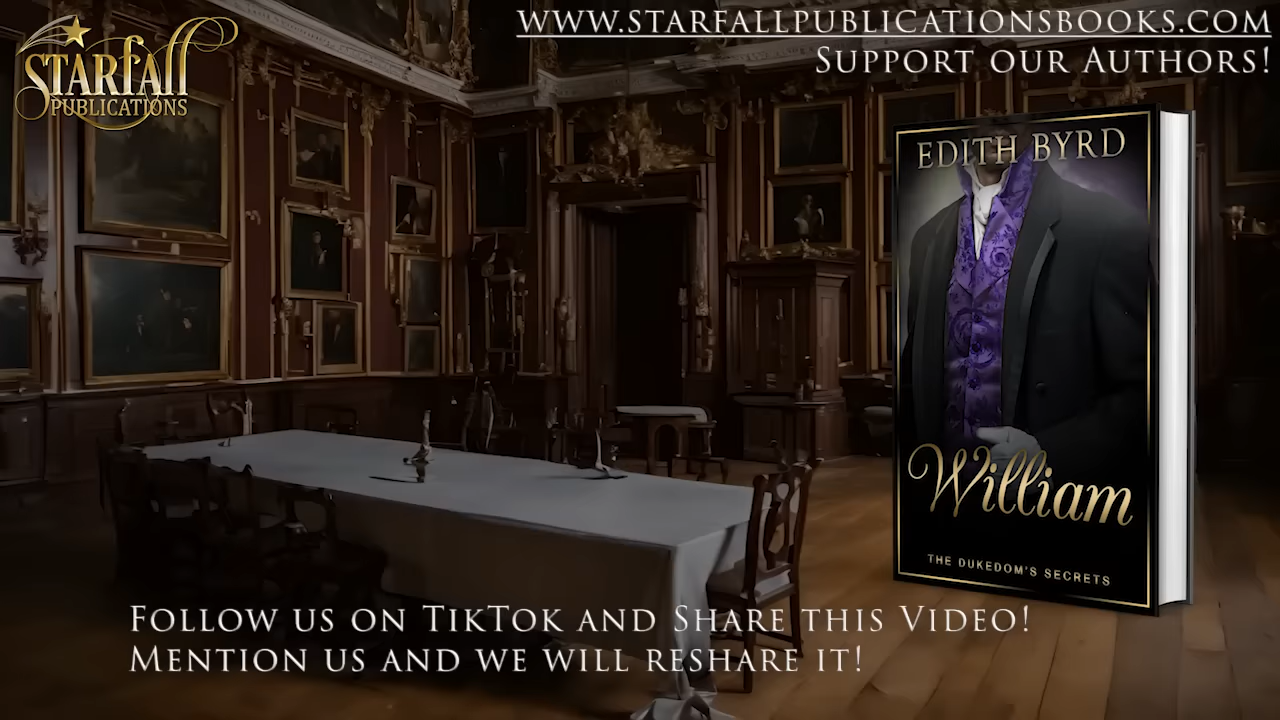 STARfall
PUBLICATIONS
WWW.STARFALLPUBLICATIONSBOOKS.COM
SUPPORT OUR AUTHORS!
EDITH BYRD
William
THE DUKEDOM'S SECRETS
FOLLOW US ON TIKTOK AND SHARE THIS VIDEO!
MENTION US AND WE WILL RESHARE IT!